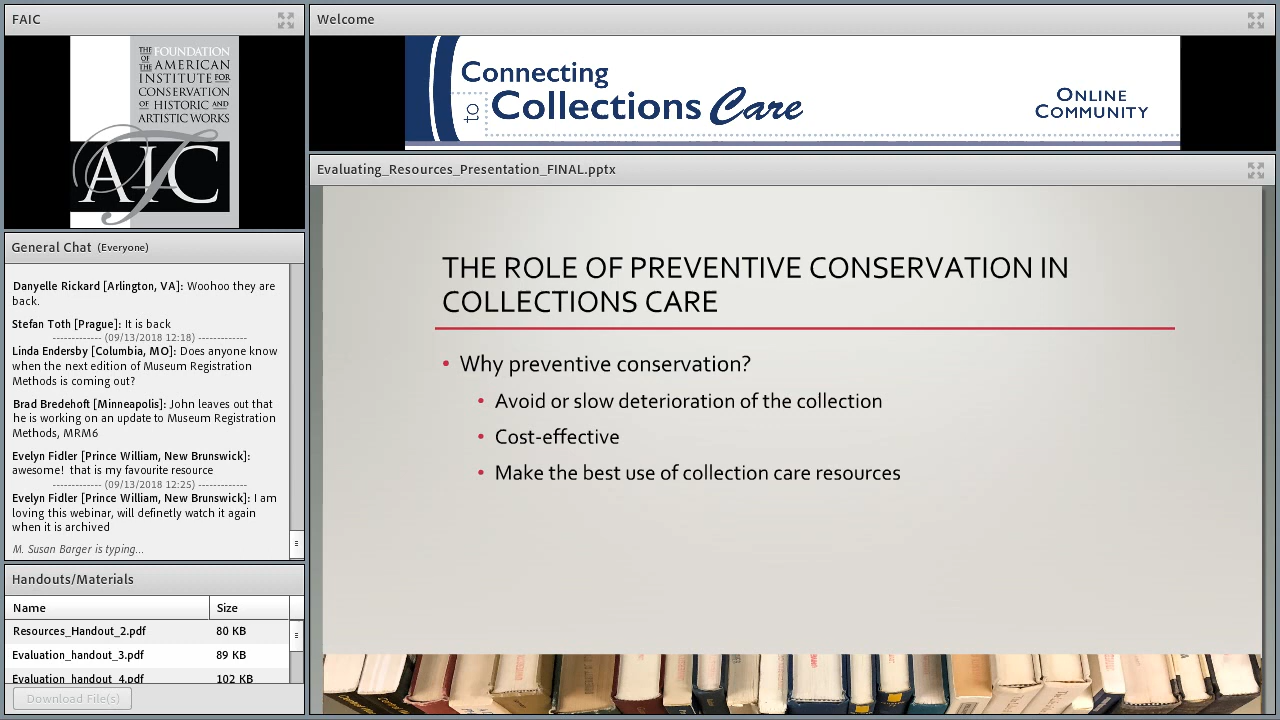 FAIC
THE FOUNDATION
OF THE AMERICAN
INSTITUTE FOR
CONSERVATION
OF HISTORIC AND
ARTISTIC WORKS
AIC
General Chat (Everyone)
Danyelle Rickard [Arlington, VA]: Woohoo they are
back.
Stefan Toth [Prague]: It is back
------------- (09/13/2018 12:18) -------------
Linda Endersby [Columbia, MO]: Does anyone know
when the next edition of Museum Registration
Methods is coming out?
Brad Bredehoft [Minneapolis]: John leaves out that
he is working on an update to Museum Registration
Methods, MRM6
Evelyn Fidler [Prince William, New Brunswick]:
awesome! that is my favourite resource
------------- (09/13/2018 12:25) -------------
Evelyn Fidler [Prince William, New Brunswick]: I am
loving this webinar, will definetly watch it again
when it is archived
M. Susan Barger is typing...
Handouts/Materials
Name Size
Resources_Handout_2.pdf 80 KB
Evaluation_handout_3.pdf 89 KB
Evaluation_handout_4.pdf 102 KB
Download File(s)
Welcome
Connecting
to Collections Care
ONLINE
COMMUNITY
Evaluating_Resources_Presentation_FINAL.pptx
THE ROLE OF PREVENTIVE CONSERVATION IN
COLLECTIONS CARE
• Why preventive conservation?
• Avoid or slow deterioration of the collection
• Cost-effective
• Make the best use of collection care resources